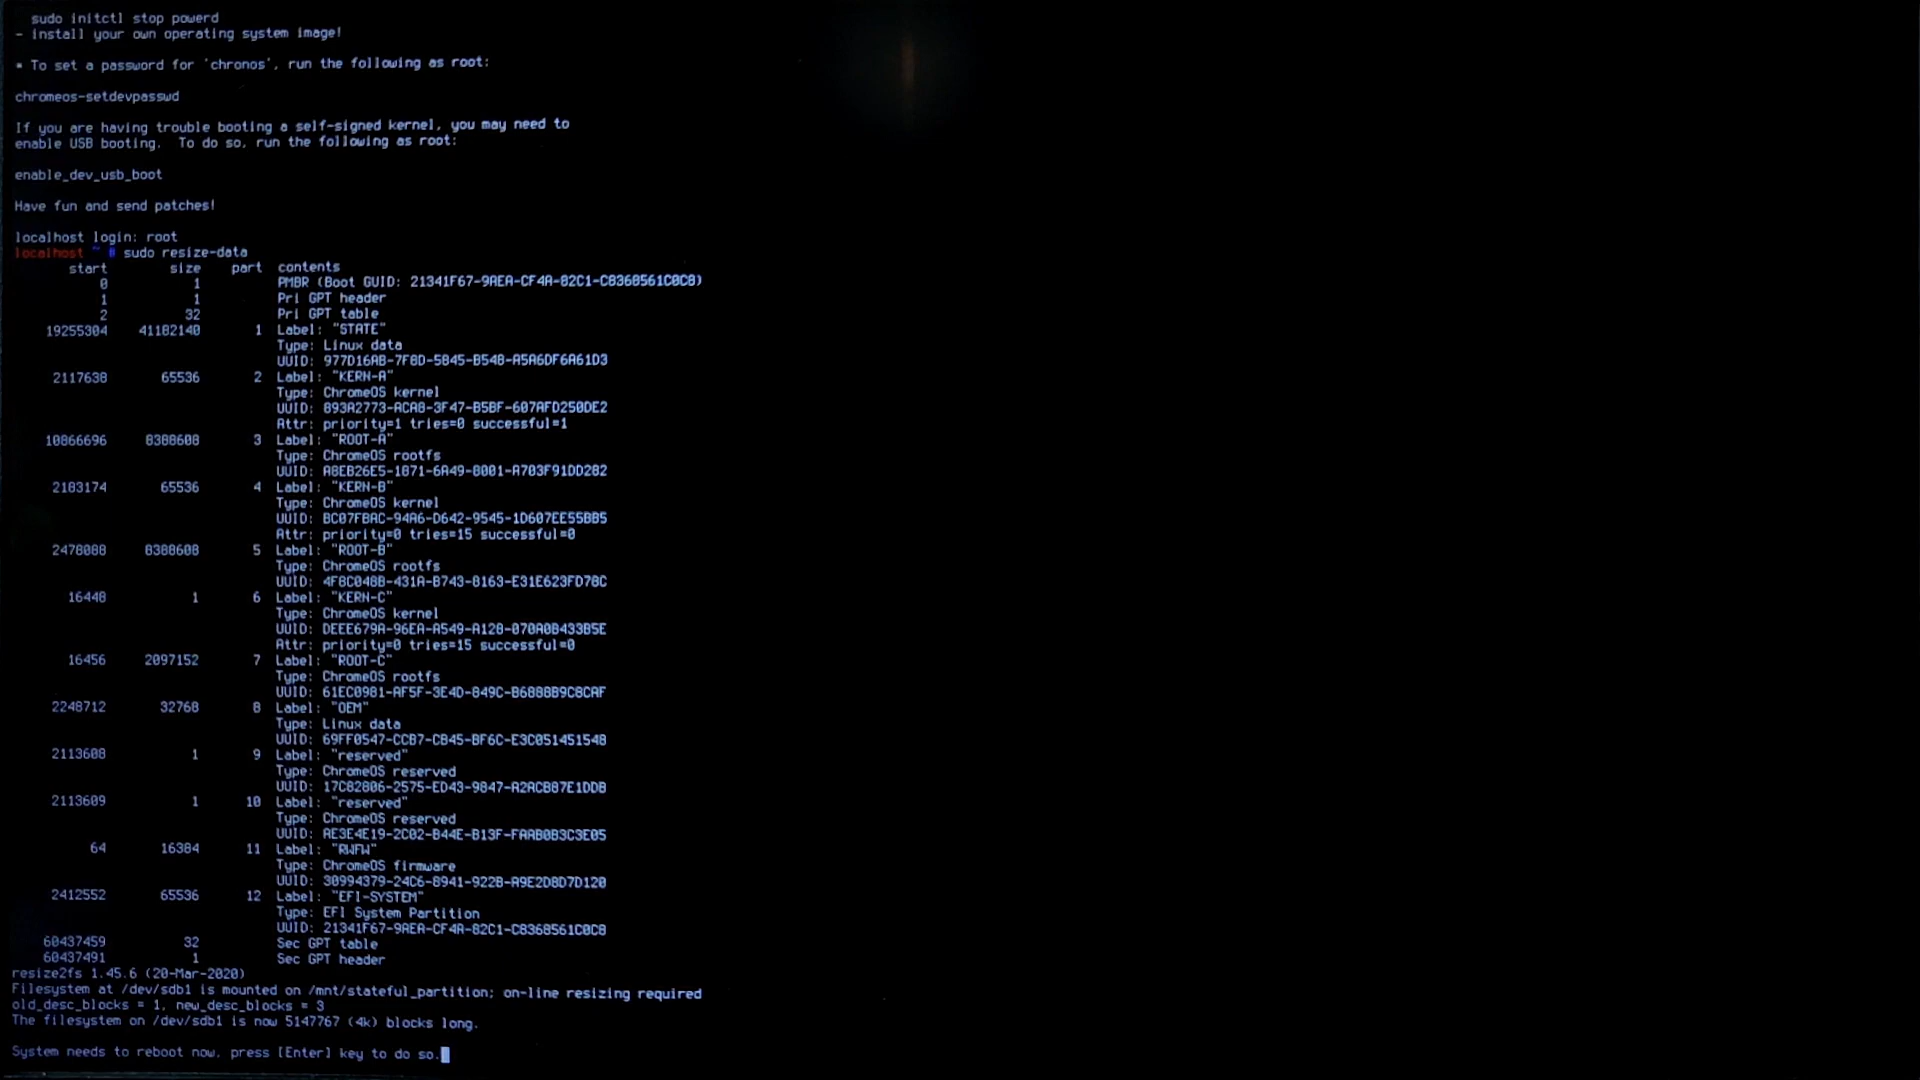 sudo initctl stop powerd
- install your own operating system image!
* To set a password for 'chronos', run the following as root:
chromeos-setdevpasswd
If you are having trouble booting a self-signed kernel, you may need to
enable USB booting.  To do so, run the following as root:
enable_dev_usb_boot
Have fun and send patches!
localhost login: root
localhost ~ # sudo resize-data
start size part contents
0 1 PMBR (Boot GUID: 21341F67-9AEA-CF4A-82C1-C8368561C0C8)
1 1 Pri GPT header
2 32 Pri GPT table
19255304 41182140 1 Label: "STATE"
Type: Linux data
UUID: 977D16AB-7F8D-5845-B548-A5A6DF6A61D3
2117638 65536 2 Label: "KERN-A"
Type: ChromeOS kernel
UUID: 893A2773-ACA8-3F47-B5BF-607AFD250DE2
Attr: priority=1 tries=0 successful=1
10866696 8388608 3 Label: "ROOT-A"
Type: ChromeOS rootfs
UUID: A8EB26E5-1871-6A49-8001-A703F91DD282
2183174 65536 4 Label: "KERN-B"
Type: ChromeOS kernel
UUID: BC07FBAC-94A6-D642-9545-1D607EE55BB5
Attr: priority=0 tries=15 successful=0
2478088 8388608 5 Label: "ROOT-B"
Type: ChromeOS rootfs
UUID: 4F8C048B-431A-B743-8163-E31E623FD78C
16448 1 6 Label: "KERN-C"
Type: ChromeOS kernel
UUID: DEEE679A-96EA-A549-A128-070A0B433B5E
Attr: priority=0 tries=15 successful=0
16456 2097152 7 Label: "ROOT-C"
Type: ChromeOS rootfs
UUID: 61EC0981-AF5F-3E4D-849C-B6888B9C8CAF
2248712 32768 8 Label: "OEM"
Type: Linux data
UUID: 69FF0547-CCB7-CB45-BF6C-E3C051451548
2113608 1 9 Label: "reserved"
Type: ChromeOS reserved
UUID: 17C82806-2575-ED43-9847-A2ACB87E1DDB
2113609 1 10 Label: "reserved"
Type: ChromeOS reserved
UUID: AE3E4E19-2C02-B44E-B13F-FAAB0B3C3E05
64 16384 11 Label: "RWFW"
Type: ChromeOS firmware
UUID: 30994379-24C6-8941-922B-A9E2D8D7D120
2412552 65536 12 Label: "EFI-SYSTEM"
Type: EFI System Partition
UUID: 21341F67-9AEA-CF4A-82C1-C8368561C0C8
60437459 32 Sec GPT table
60437491 1 Sec GPT header
resize2fs 1.45.6 (20-Mar-2020)
Filesystem at /dev/sdb1 is mounted on /mnt/stateful_partition; on-line resizing required
old_desc_blocks = 1, new_desc_blocks = 3
The filesystem on /dev/sdb1 is now 5147767 (4k) blocks long.
System needs to reboot now, press [Enter] key to do so.